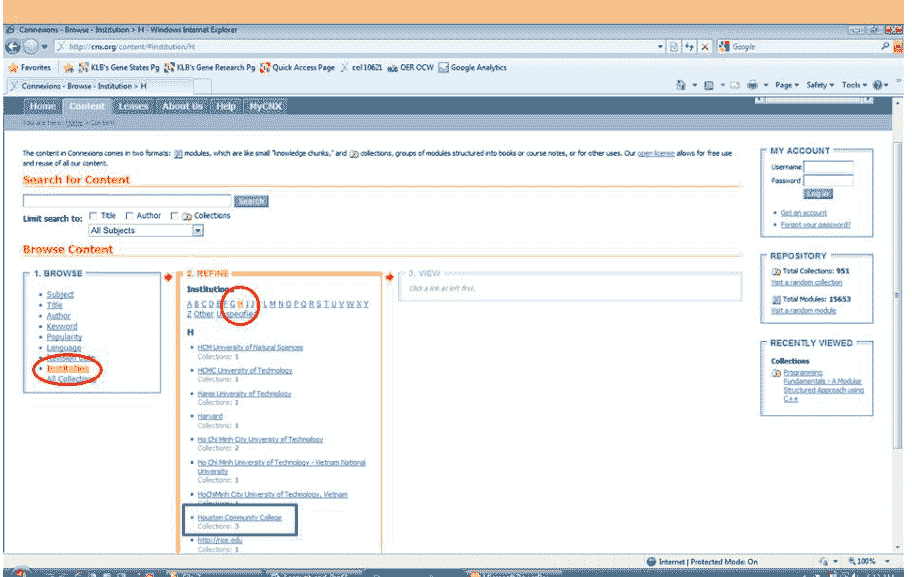 Connexions - Browse - Institution > H - Windows Internet Explorer
http://cnx.org/content/#institution/H
Google
Favorites KLB's Gene States Pg KLB's Gene Research Pg Quick Access Page col10621 OER OCW Google Analytics
Connexions - Browse - Institution > H
Page Safety Tools
Home Content Lenses About Us Help MyCNX
You are here: Home > Content
The content in Connexions comes in two formats: modules, which are like small "knowledge chunks," and collections, groups of modules structured into books or course notes, or for other uses. Our open license allows for free use
and reuse of all our content.
Search for Content
Search
Limit search to: Title Author Collections
All Subjects
Browse Content
1. BROWSE
Subject
Title
Author
Keyword
Popularity
Language
Revision Date
Institution
All Collections
2. REFINE
Institutions
A B C D E F G H I J L M N O P Q R S T U V W X Y
Z Other Unspecified
H
HCM University of Natural Sciences
Collections: 1
HCMC University of Technology
Collections: 1
Hanoi University of Technology
Collections: 1
Harvard
Collections: 1
Ho Chi Minh City University of Technology
Collections: 2
Ho Chi Minh University of Technology - Vietnam National
University
Collections: 1
HoChiMinh City University of Technology, Vietnam
Houston Community College
Collections: 3
http://rice.edu
Collections: 1
3. VIEW
Click a link at left first.
MY ACCOUNT
Username
Password
Log in
Get an account
Forgot your password?
REPOSITORY
Total Collections: 951
Visit a random collection
Total Modules: 15653
Visit a random module
RECENTLY VIEWED
Collections
Programming
Fundamentals - A Modular
Structured Approach using
C++
Internet | Protected Mode: On
100%